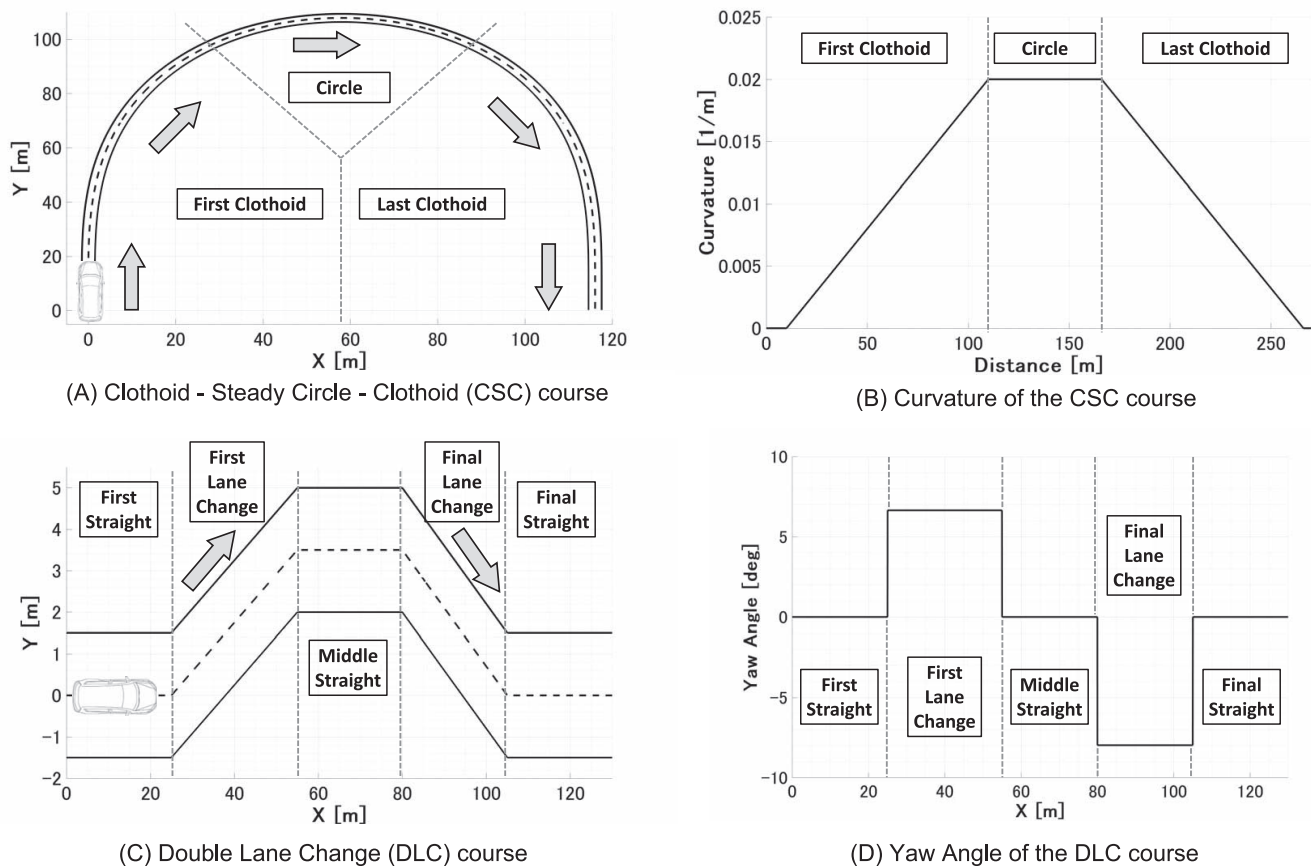 100
80
60
40
20
0
Y [m]
Circle
First Clothoid
Last Clothoid
0
20
40
60
80
100
120
X [m]
(A) Clothoid - Steady Circle - Clothoid (CSC) course
0.025
0.02
0.015
0.01
0.005
0
Curvature [1/m]
First Clothoid
Circle
Last Clothoid
0
50
100
150
200
250
Distance [m]
(B) Curvature of the CSC course
5
4
3
2
1
0
−1
−2
Y [m]
First
Straight
First
Lane
Change
Final
Lane
Change
Final
Straight
Middle
Straight
0
20
40
60
80
100
120
X [m]
(C) Double Lane Change (DLC) course
10
5
0
−5
−10
Yaw Angle [deg]
Final
Lane
Change
First
Straight
First
Lane
Change
Middle
Straight
Final
Straight
0
20
40
60
80
100
120
X [m]
(D) Yaw Angle of the DLC course